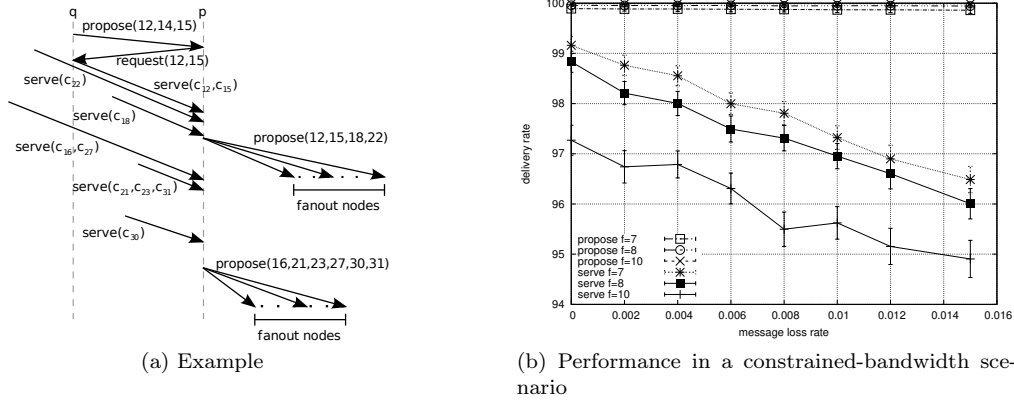 q
p
propose(12,14,15)
request(12,15)
serve(c22)
serve(c12,c15)
serve(c18)
propose(12,15,18,22)
serve(c16,c27)
serve(c21,c23,c31)
fanout nodes
serve(c30)
propose(16,21,23,27,30,31)
fanout nodes
(a) Example
100
99
98
97
96
95
94
delivery rate
propose f=7
propose f=8
propose f=10
serve f=7
serve f=8
serve f=10
0 0.002 0.004 0.006 0.008 0.010 0.012 0.014 0.016
message loss rate
(b) Performance in a constrained-bandwidth sce-
nario